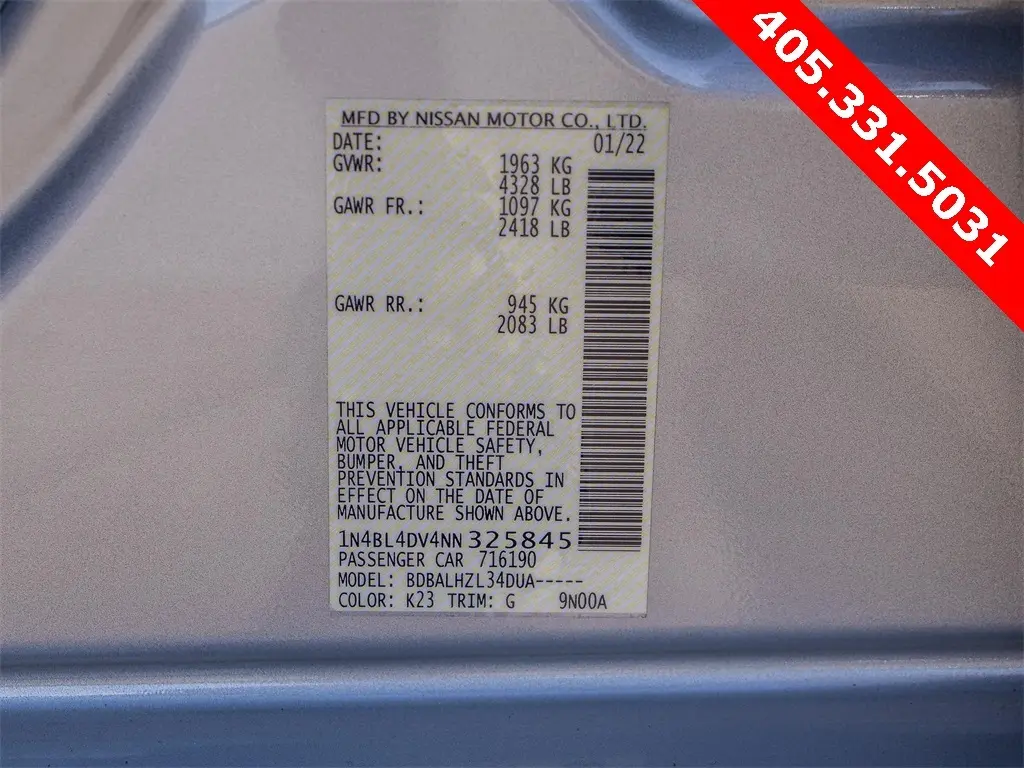 405.331.5031
MFD BY NISSAN MOTOR CO., LTD.
DATE: 01/22
GVWR: 1963 KG
4328 LB
GAWR FR.: 1097 KG
2418 LB
GAWR RR.: 945 KG
2083 LB
THIS VEHICLE CONFORMS TO
ALL APPLICABLE FEDERAL
MOTOR VEHICLE SAFETY,
BUMPER, AND THEFT
PREVENTION STANDARDS IN
EFFECT ON THE DATE OF
MANUFACTURE SHOWN ABOVE.
1N4BL4DV4NN 325845
PASSENGER CAR 716190
MODEL: BDBALHZL34DUA-----
COLOR: K23 TRIM: G 9N00A